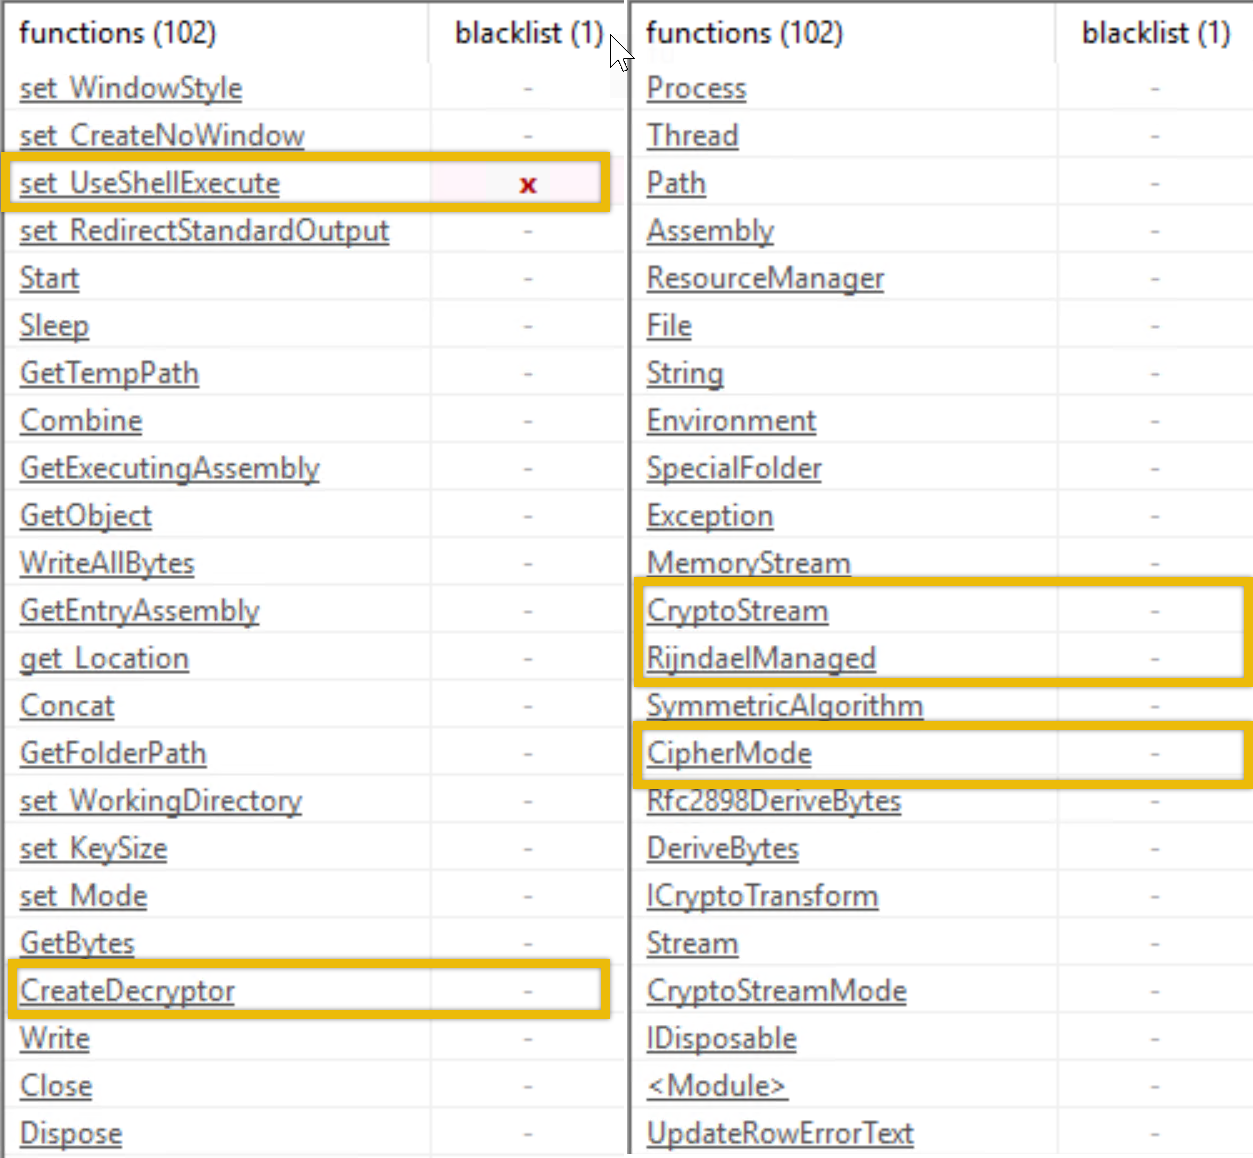 functions (102) blacklist (1)
set_WindowStyle -
set_CreateNoWindow -
set_UseShellExecute x
set_RedirectStandardOutput -
Start -
Sleep -
GetTempPath -
Combine -
GetExecutingAssembly -
GetObject -
WriteAllBytes -
GetEntryAssembly -
get_Location -
Concat -
GetFolderPath -
set_WorkingDirectory -
set_KeySize -
set_Mode -
GetBytes -
CreateDecryptor -
Write -
Close -
Dispose -
functions (102) blacklist (1)
Process -
Thread -
Path -
Assembly -
ResourceManager -
File -
String -
Environment -
SpecialFolder -
Exception -
MemoryStream -
CryptoStream -
RijndaelManaged -
SymmetricAlgorithm -
CipherMode -
Rfc2898DeriveBytes -
DeriveBytes -
ICryptoTransform -
Stream -
CryptoStreamMode -
IDisposable -
<Module> -
UpdateRowErrorText -